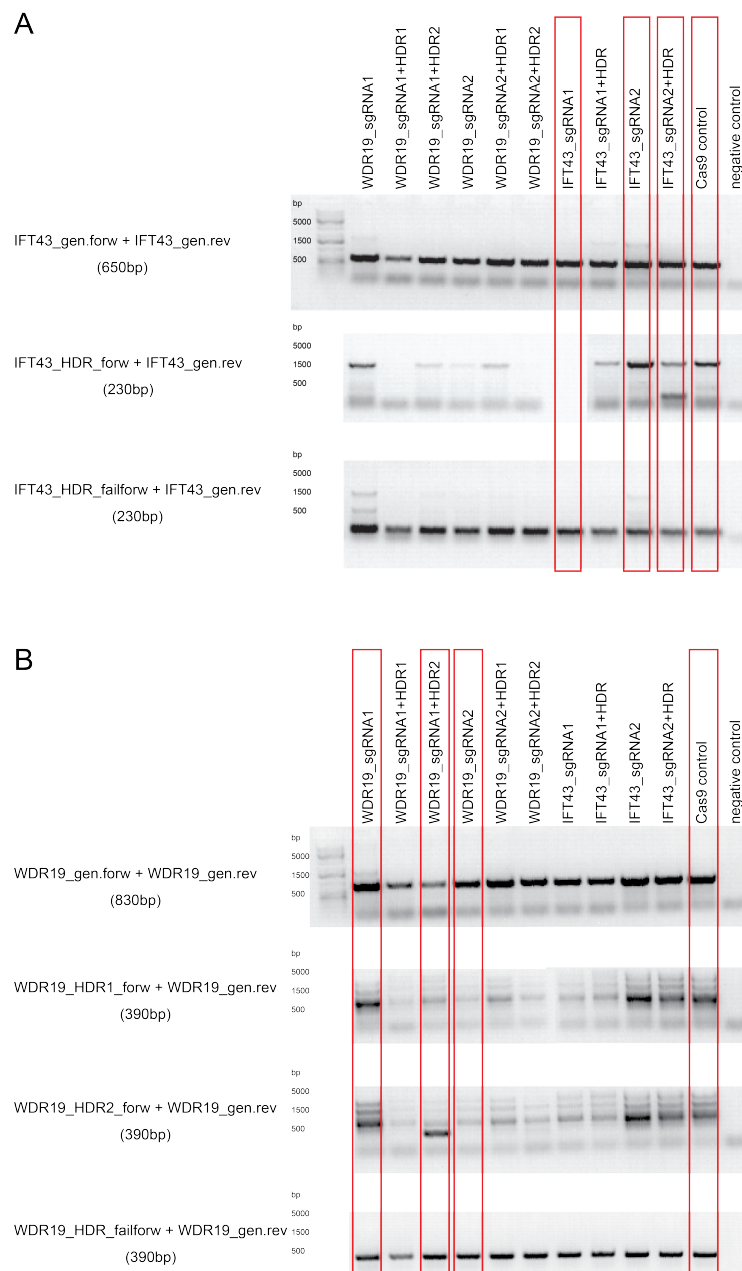 A
WDR19_sgRNA1
WDR19_sgRNA1+HDR1
WDR19_sgRNA1+HDR2
WDR19_sgRNA2
WDR19_sgRNA2+HDR1
WDR19_sgRNA2+HDR2
IFT43_sgRNA1
IFT43_sgRNA1+HDR
IFT43_sgRNA2
IFT43_sgRNA2+HDR
Cas9 control
negative control
bp
5000
1500
500
IFT43_gen.forw + IFT43_gen.rev
(650bp)
bp
5000
1500
500
IFT43_HDR_forw + IFT43_gen.rev
(230bp)
bp
5000
1500
500
IFT43_HDR_failforw + IFT43_gen.rev
(230bp)
B
WDR19_sgRNA1
WDR19_sgRNA1+HDR1
WDR19_sgRNA1+HDR2
WDR19_sgRNA2
WDR19_sgRNA2+HDR1
WDR19_sgRNA2+HDR2
IFT43_sgRNA1
IFT43_sgRNA1+HDR
IFT43_sgRNA2
IFT43_sgRNA2+HDR
Cas9 control
negative control
bp
5000
1500
500
WDR19_gen.forw + WDR19_gen.rev
(830bp)
bp
5000
1500
500
WDR19_HDR1_forw + WDR19_gen.rev
(390bp)
bp
5000
1500
500
WDR19_HDR2_forw + WDR19_gen.rev
(390bp)
bp
5000
1500
500
WDR19_HDR_failforw + WDR19_gen.rev
(390bp)